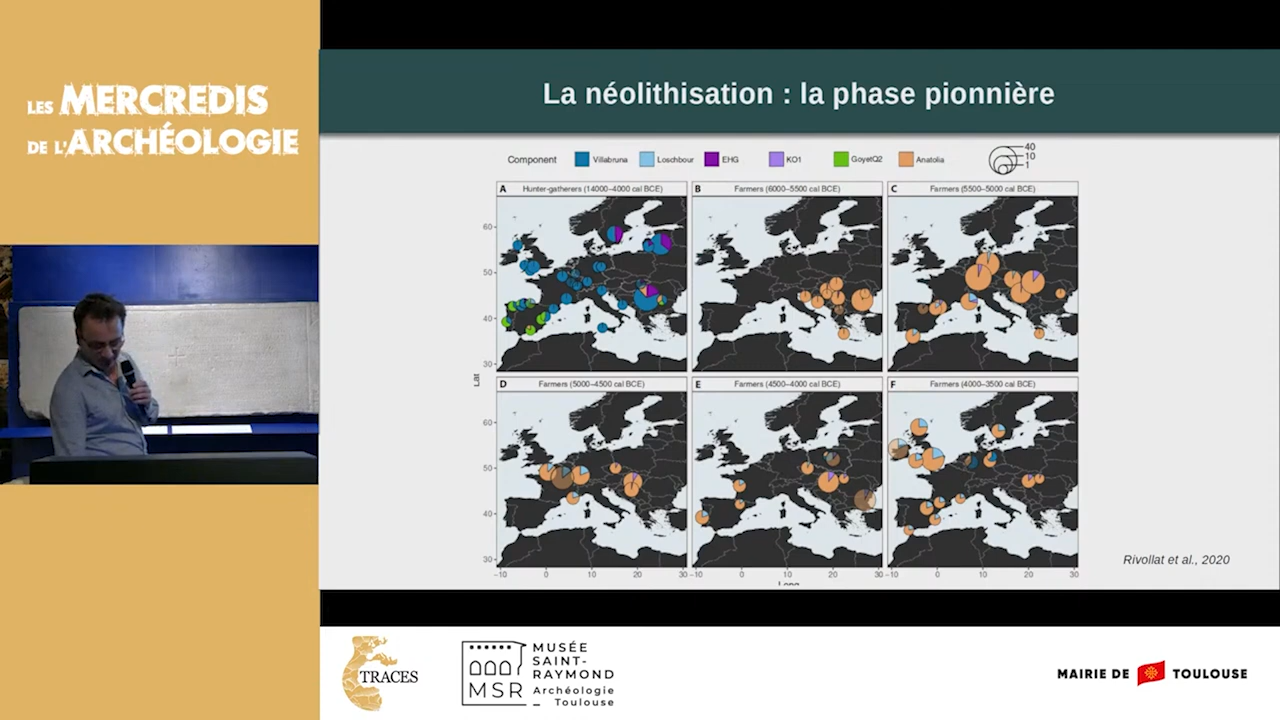 LES MERCREDIS
DE L'ARCHÉOLOGIE
La néolithisation : la phase pionnière
Component Villabruna Loschbour EHG KO1 GoyetQ2 Anatolia
40
10
1
A Hunter-gatherers (14000–4000 cal BCE)
B Farmers (6000–5500 cal BCE)
C Farmers (5500–5000 cal BCE)
60
50
40
30
Lat
D Farmers (5000–4500 cal BCE)
E Farmers (4500–4000 cal BCE)
F Farmers (4000–3500 cal BCE)
60
50
40
30
−10 0 10 20 30
−10 0 10 20 30
−10 0 10 20 30
Long
Rivollat et al., 2020
TRACES
MSR
MUSÉE
SAINT-
RAYMOND
Archéologie
Toulouse
MAIRIE DE TOULOUSE